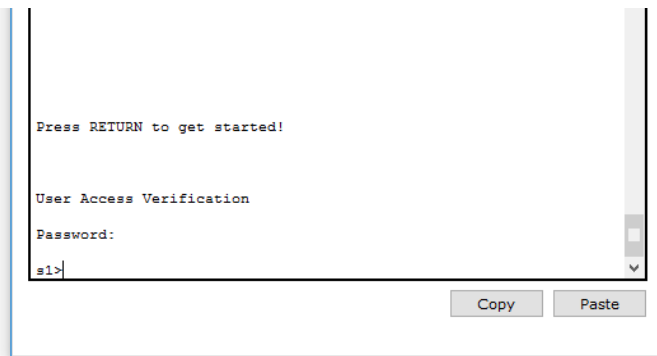 Press RETURN to get started!
User Access Verification
Password:
s1>
Copy Paste